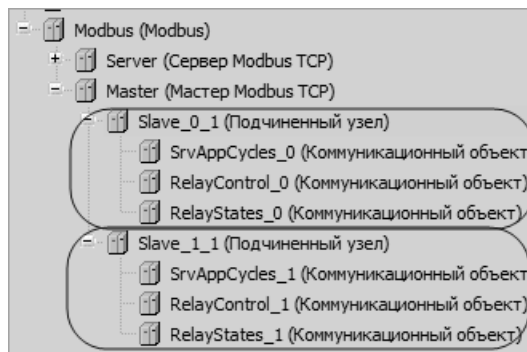 Modbus (Modbus)
Server (Сервер Modbus TCP)
Master (Мастер Modbus TCP)
Slave_0_1 (Подчиненный узел)
SrvAppCycles_0 (Коммуникационный объект
RelayControl_0 (Коммуникационный объект)
RelayStates_0 (Коммуникационный объект)
Slave_1_1 (Подчиненный узел)
SrvAppCycles_1 (Коммуникационный объект
RelayControl_1 (Коммуникационный объект)
RelayStates_1 (Коммуникационный объект)